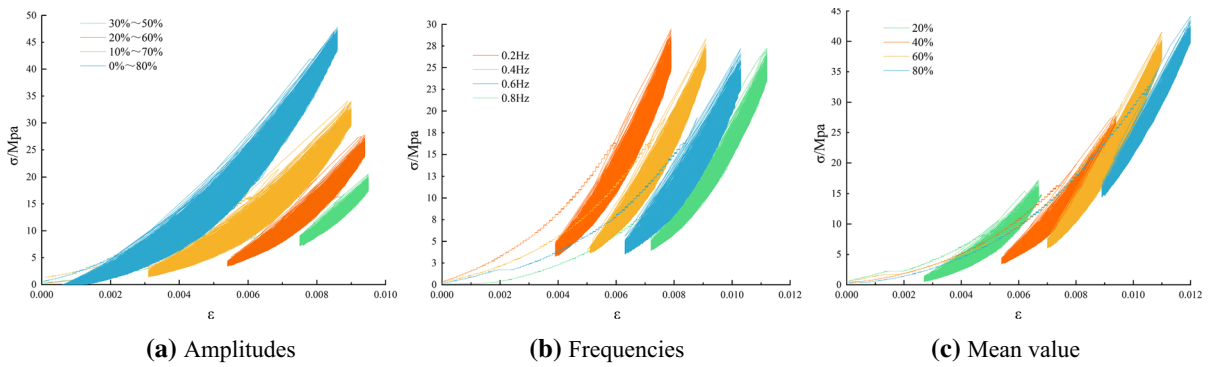 50
45
40
35
30
25
20
15
10
5
0
σ/Mpa
30%～50%
20%～60%
10%～70%
0%～80%
0.000 0.002 0.004 0.006 0.008 0.010
ε
(a) Amplitudes
30
28
25
23
20
18
15
13
10
8
5
3
0
σ/Mpa
0.2Hz
0.4Hz
0.6Hz
0.8Hz
0.000 0.002 0.004 0.006 0.008 0.010 0.012
ε
(b) Frequencies
45
40
35
30
25
20
15
10
5
0
σ/Mpa
20%
40%
60%
80%
0.000 0.002 0.004 0.006 0.008 0.010 0.012
ε
(c) Mean value